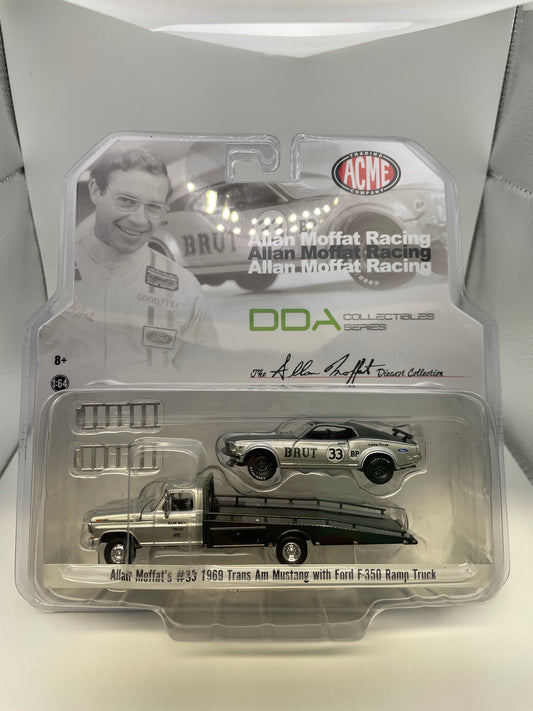 TRADING
ACME
COMPANY
BRUT
BP
Allan Moffat Racing
Allan Moffat Racing
Allan Moffat Racing
GOODYEAR
Ford
DDA COLLECTIBLES
SERIES
8+
The Allan Moffat Diecast Collection
1:64
BRUT 33 BP
Allan Moffat's #33 1969 Trans Am Mustang with Ford F-350 Ramp Truck